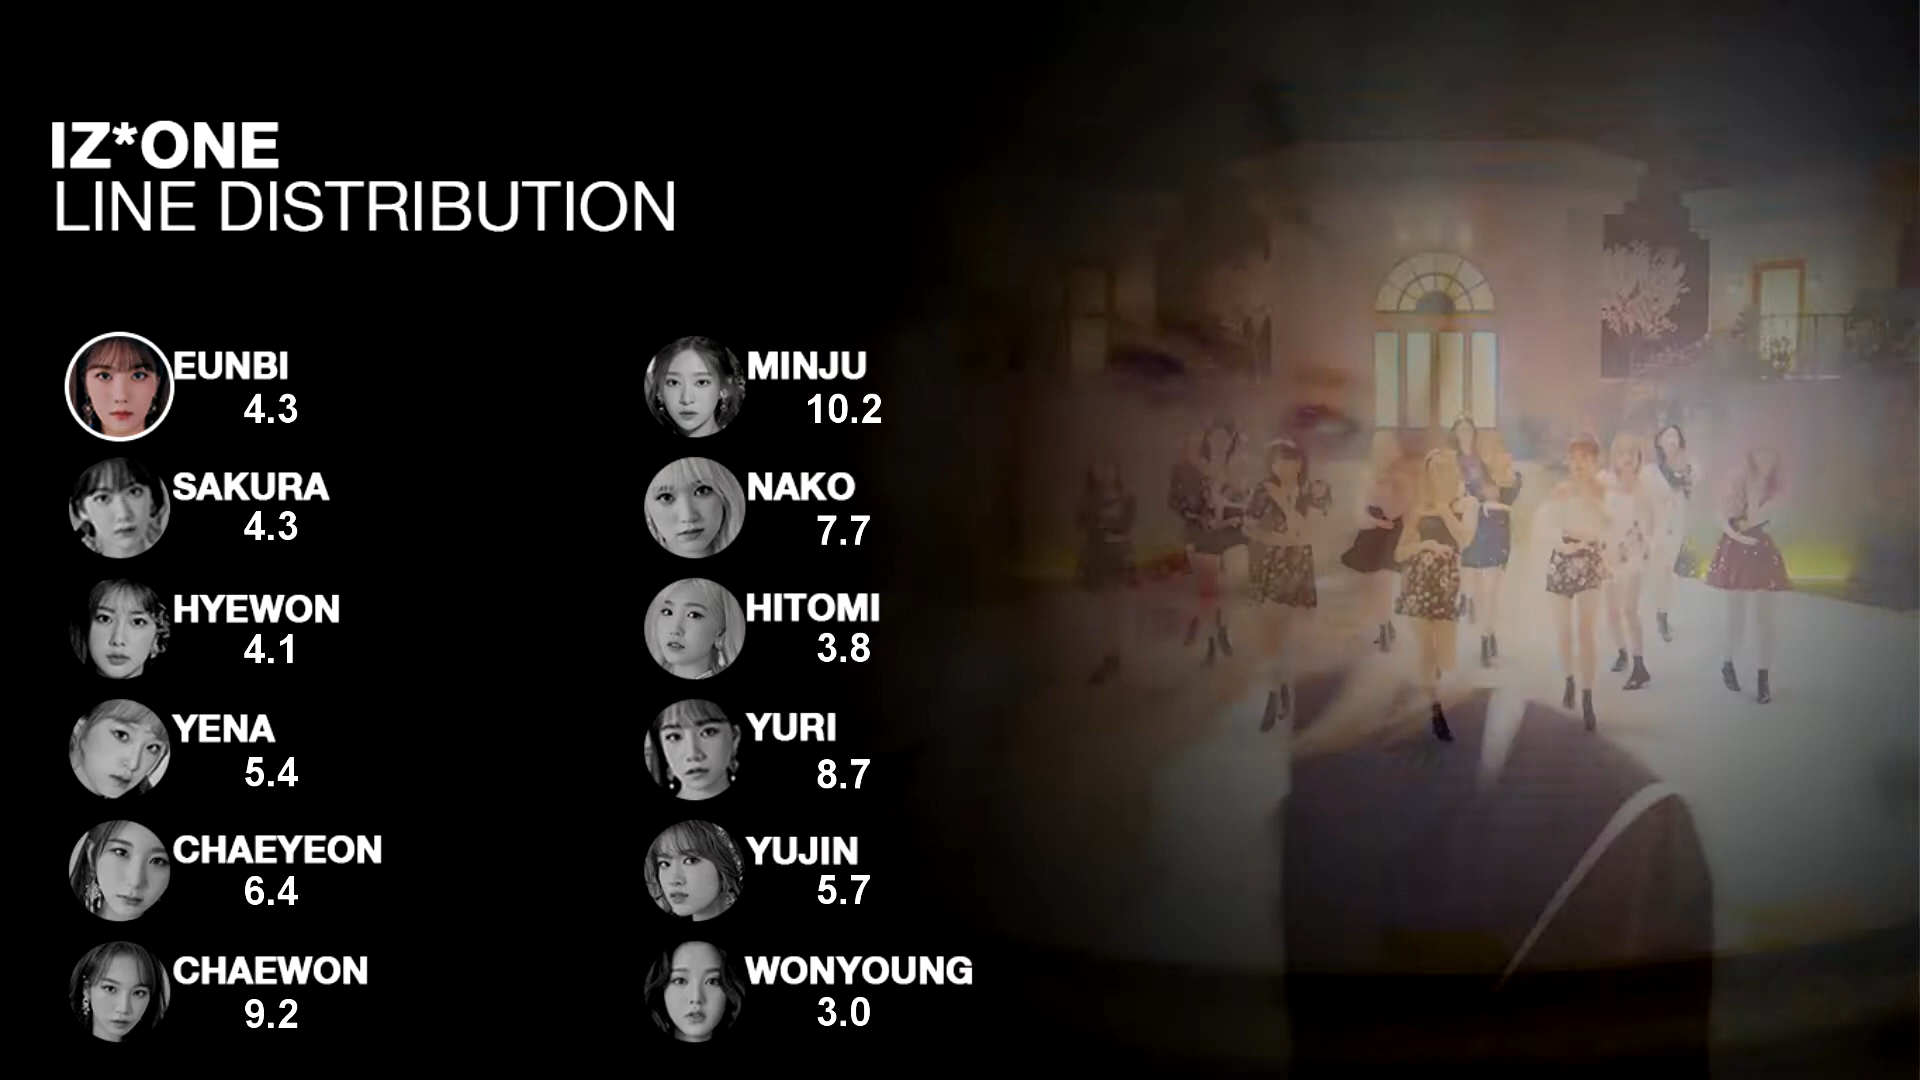 IZ*ONE
LINE DISTRIBUTION
EUNBI
4.3
SAKURA
4.3
HYEWON
4.1
YENA
5.4
CHAEYEON
6.4
CHAEWON
9.2
MINJU
10.2
NAKO
7.7
HITOMI
3.8
YURI
8.7
YUJIN
5.7
WONYOUNG
3.0